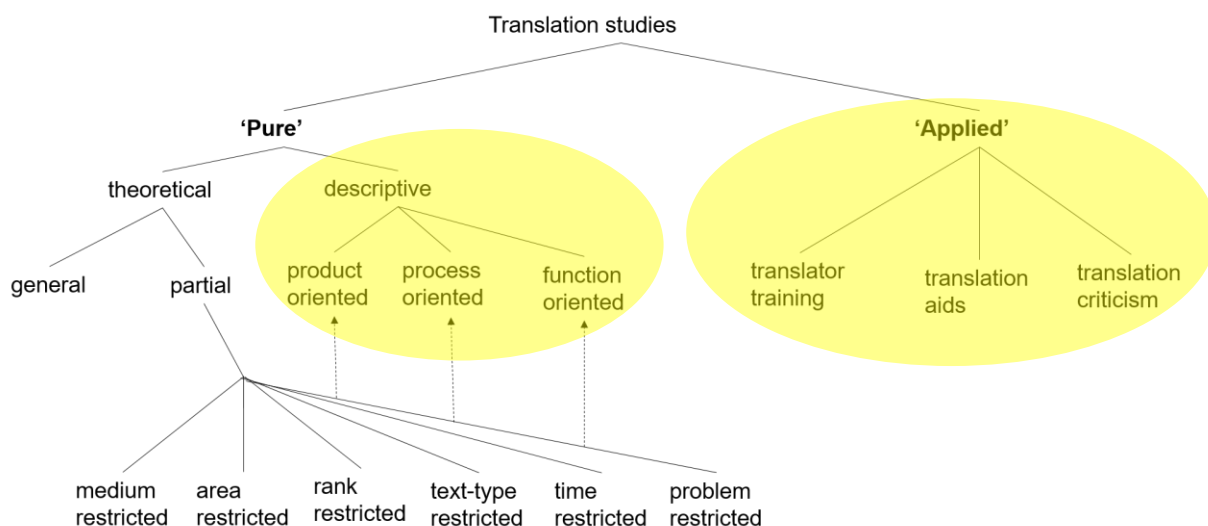 Translation studies
‘Pure’
‘Applied’
theoretical
descriptive
general
partial
product
oriented
process
oriented
function
oriented
translator
training
translation
aids
translation
criticism
medium
restricted
area
restricted
rank
restricted
text-type
restricted
time
restricted
problem
restricted